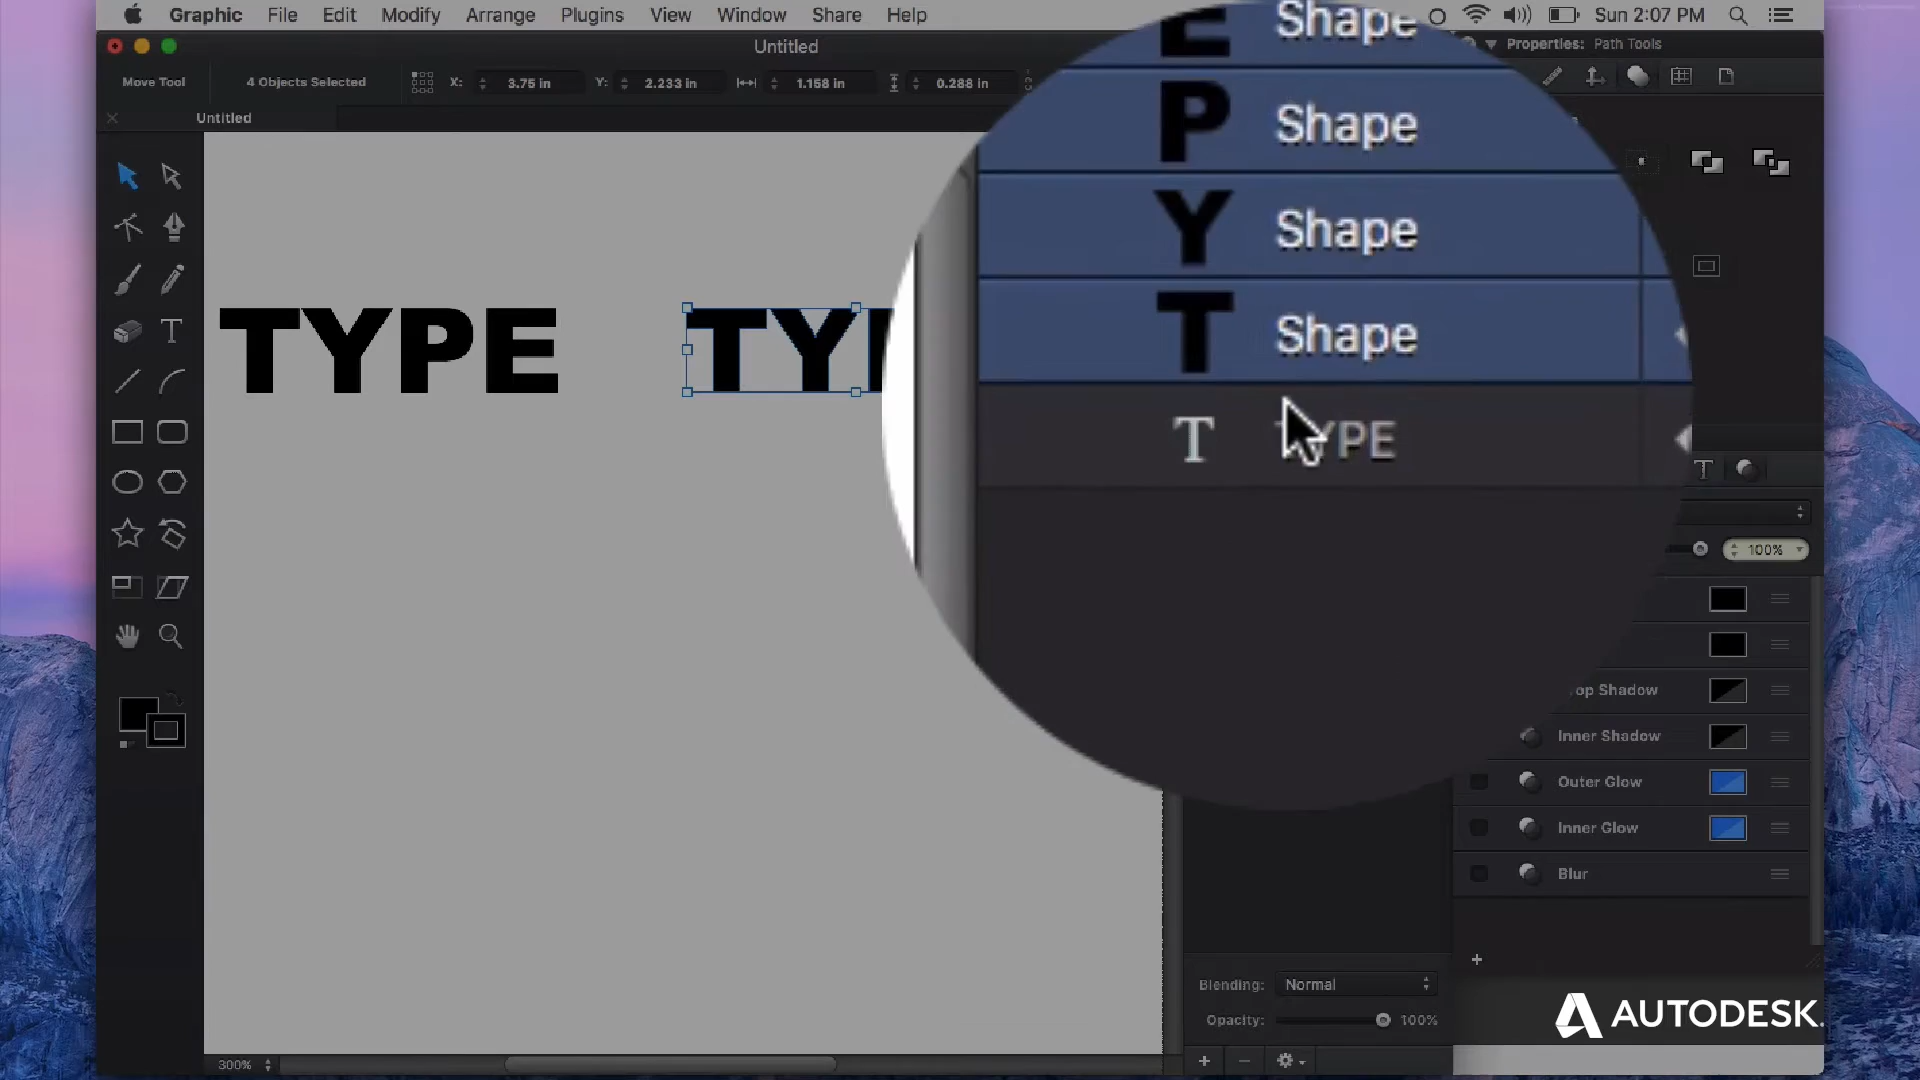 Graphic File Edit Modify Arrange Plugins View Window Share Help Sun 2:07 PM
Untitled
Properties: Path Tools
Move Tool 4 Objects Selected X: 3.75 in Y: 2.233 in 1.158 in 0.288 in
Untitled
Shape
P Shape
Y Shape
T Shape
T TYPE
TYPE TYP
T
100%
op Shadow
Inner Shadow
Outer Glow
Inner Glow
Blur
Blending: Normal
Opacity: 100%
AUTODESK.
300%